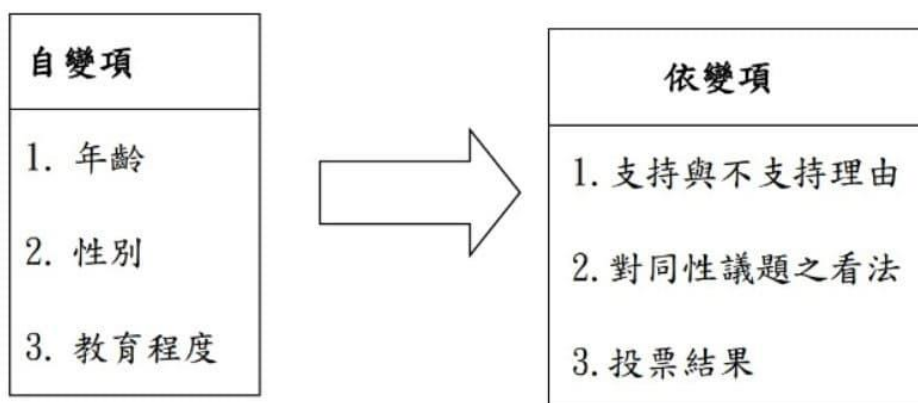 自變項
1. 年齡
2. 性別
3. 教育程度
依變項
1.支持與不支持理由
2.對同性議題之看法
3.投票結果